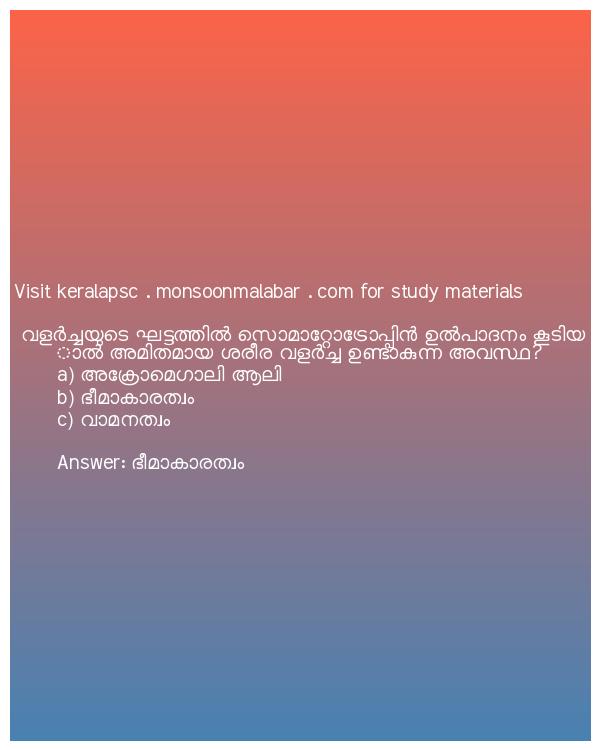 Visit keralapsc . monsoonmalabar . com for study materials
വളർച്ചയുടെ ഘട്ടത്തിൽ സൊമാറ്റോട്രോപ്പിൻ ഉൽപാദനം കൂടിയ
ാൽ അമിതമായ ശരീര വളർച്ച ഉണ്ടാകുന്ന അവസ്ഥ?
a) അക്രോമെഗാലി ആലി
b) ഭീമാകാരത്വം
c) വാമനത്വം
Answer: ഭീമാകാരത്വം